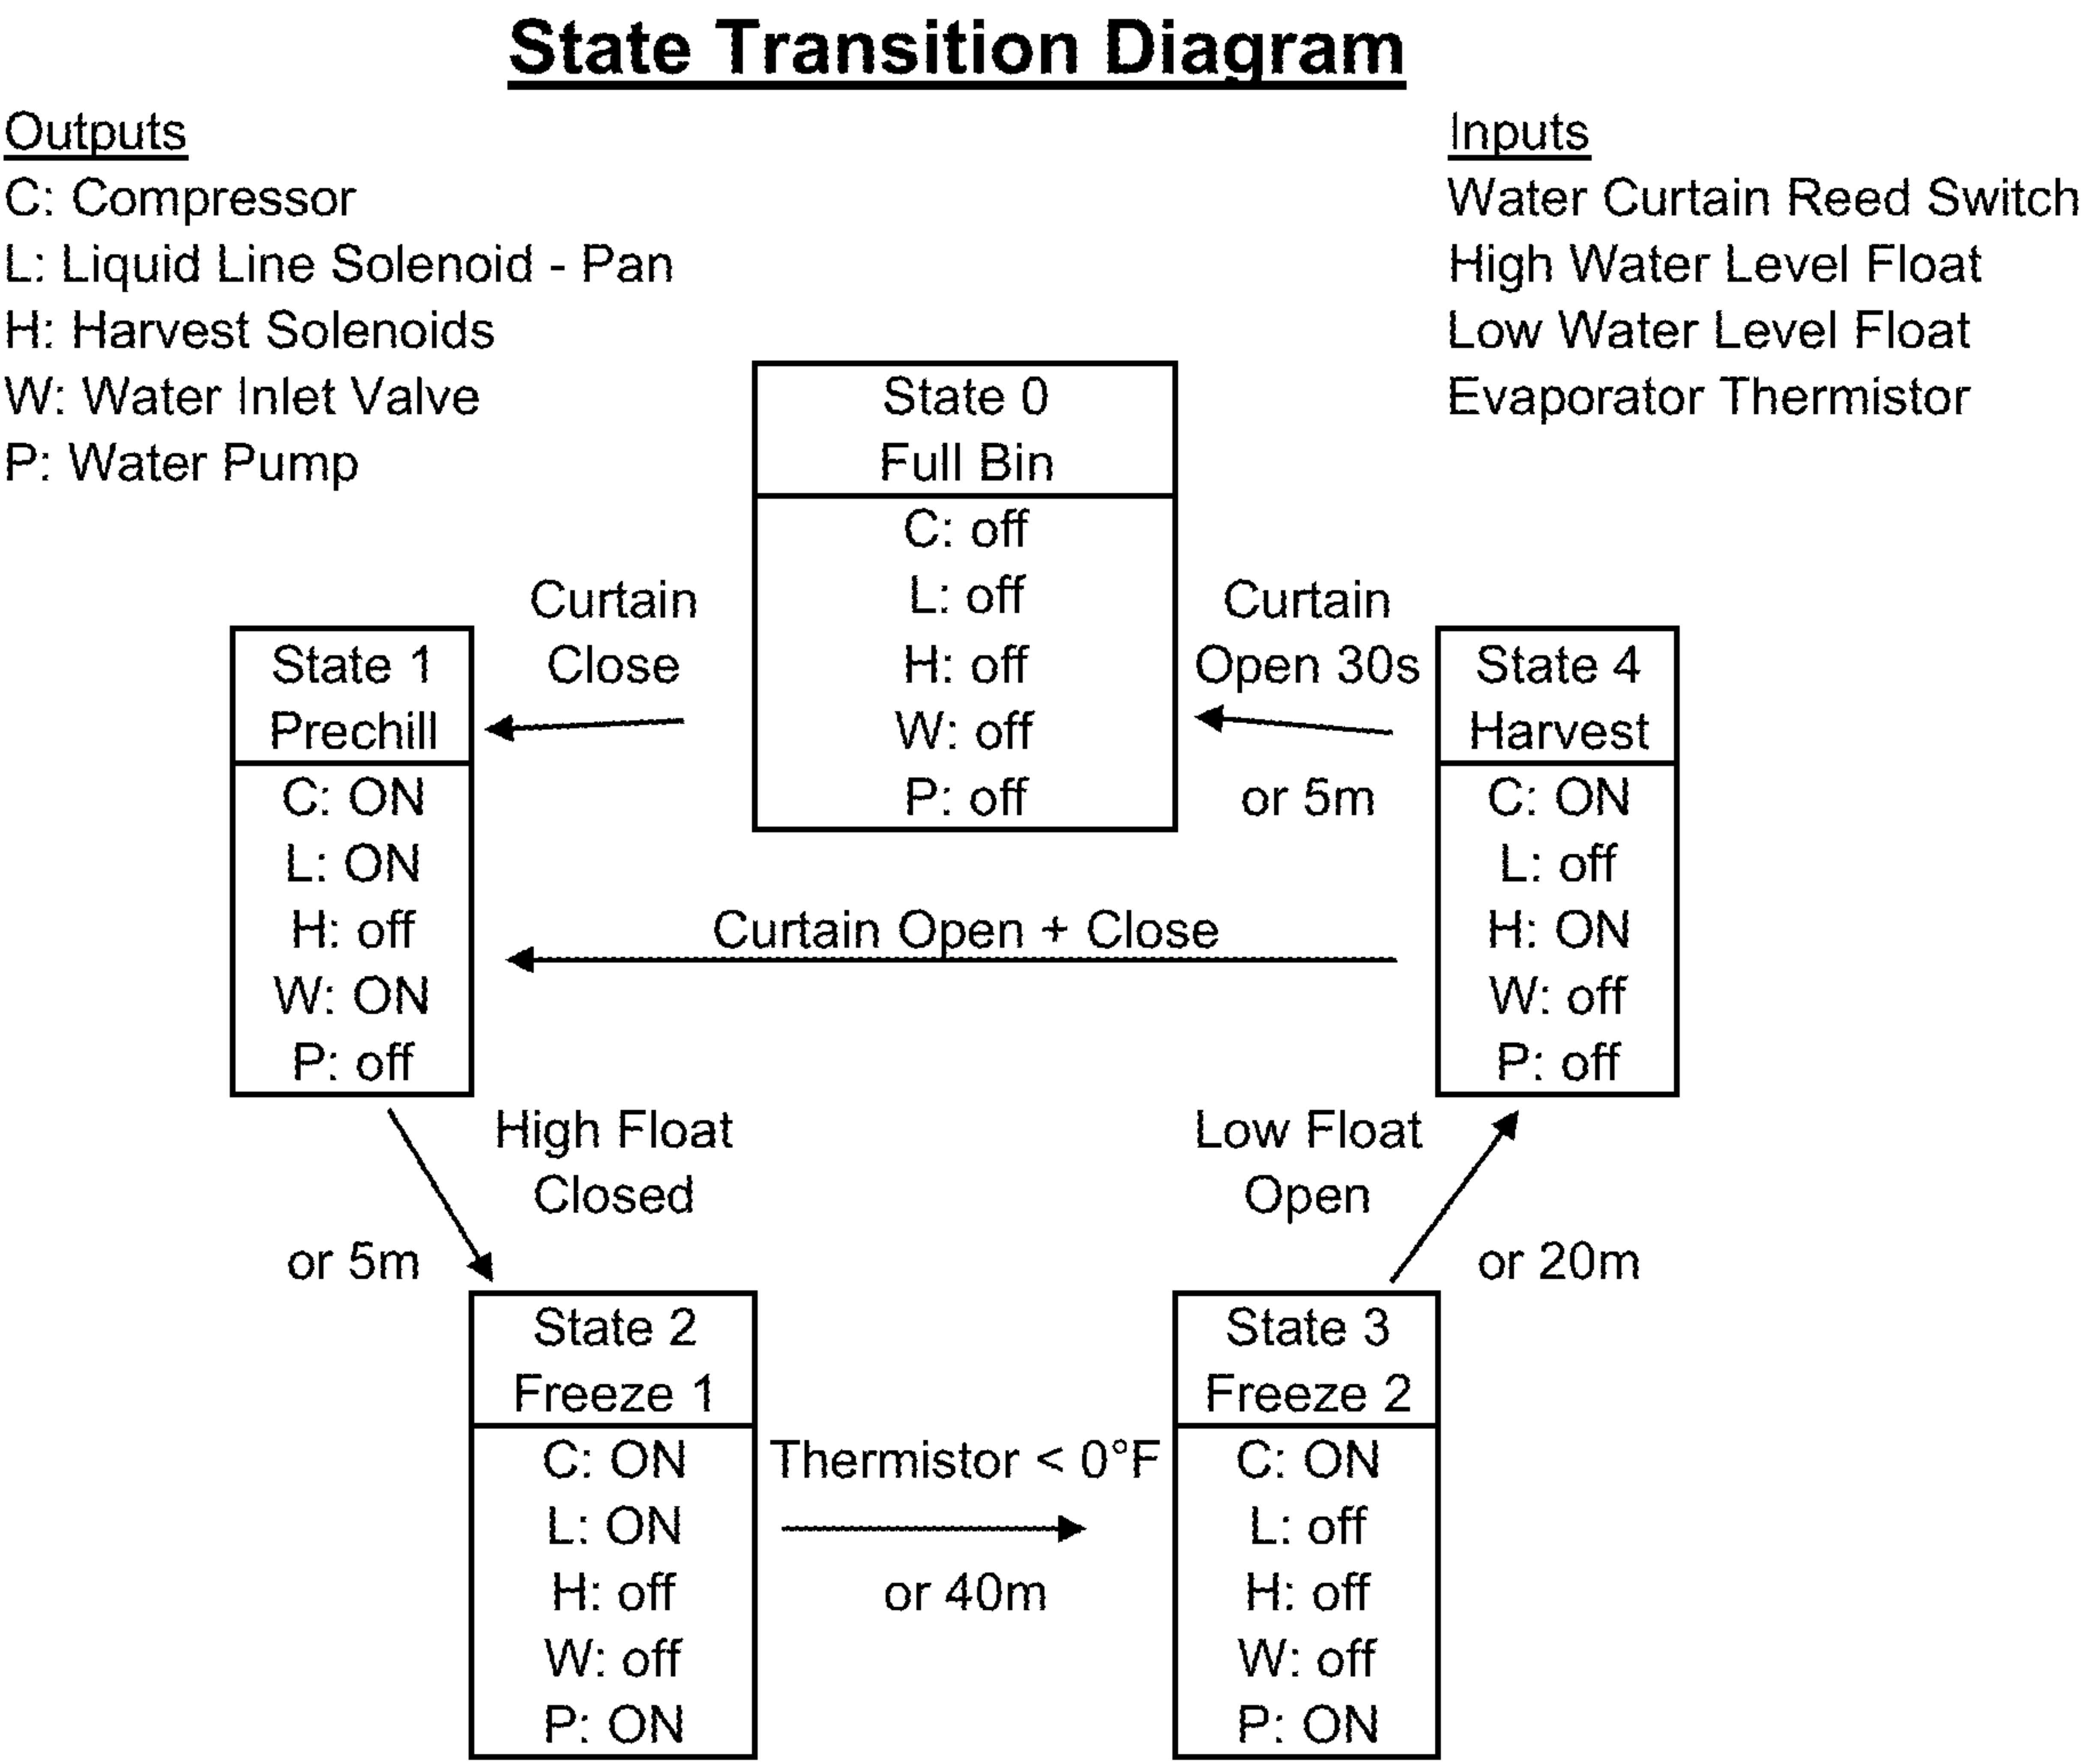 State Transition Diagram
Outputs
C: Compressor
L: Liquid Line Solenoid - Pan
H: Harvest Solenoids
W: Water Inlet Valve
P: Water Pump
Inputs
Water Curtain Reed Switch
High Water Level Float
Low Water Level Float
Evaporator Thermistor
State 0
Full Bin
C: off
L: off
H: off
W: off
P: off
Curtain
Close
Curtain
Open 30s
or 5m
State 1
Prechill
C: ON
L: ON
H: off
W: ON
P: off
Curtain Open + Close
State 4
Harvest
C: ON
L: off
H: ON
W: off
P: off
High Float
Closed
or 5m
Low Float
Open
or 20m
State 2
Freeze 1
C: ON
L: ON
H: off
W: off
P: ON
Thermistor < 0°F
or 40m
State 3
Freeze 2
C: ON
L: off
H: off
W: off
P: ON